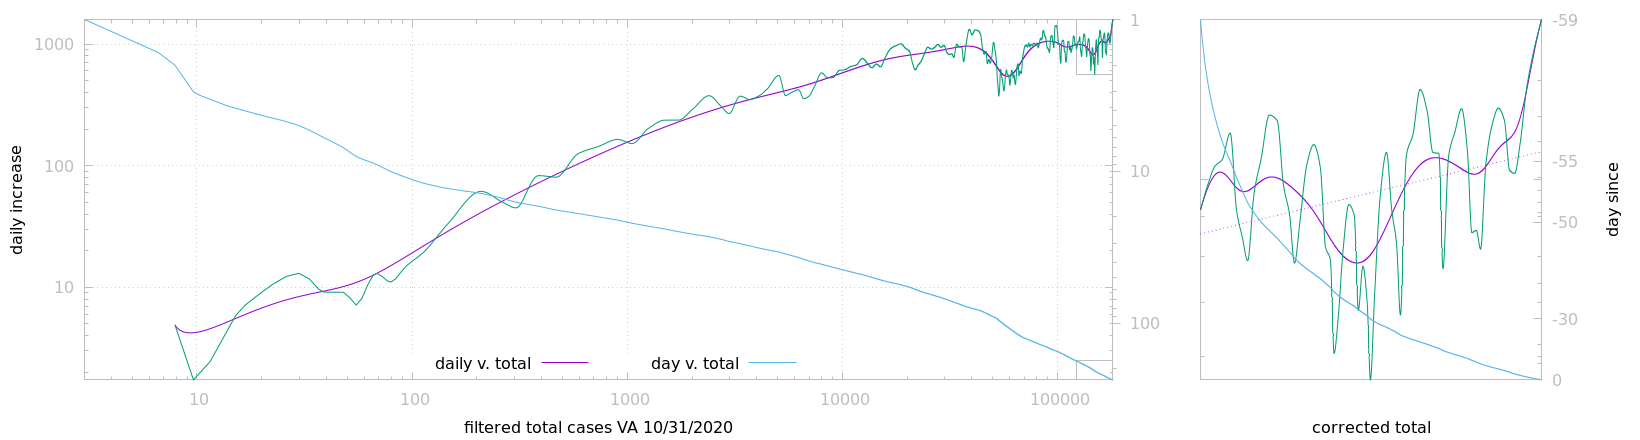 daily increase
1000
100
10
10
100
1000
10000
100000
filtered total cases VA 10/31/2020
daily v. total
day v. total
1
10
100
corrected total
-59
-55
-50
-30
0
day since